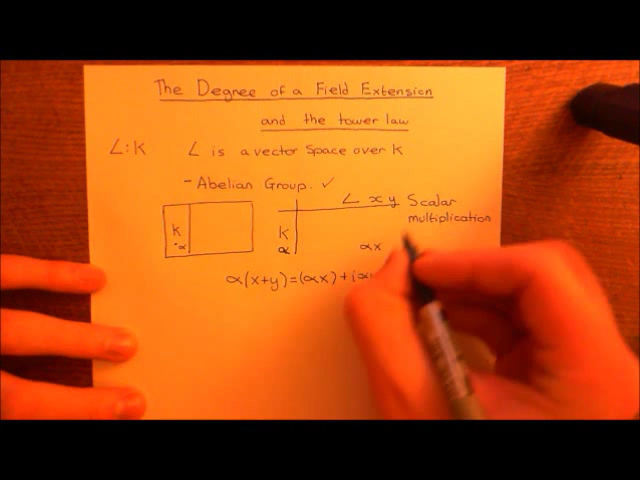 The Degree of a Field Extension
and the tower law
L:K L is a vector space over K
- Abelian Group. ✓
L x y Scalar
multiplication
K K
·α α αx
α(x+y)=(αx)+(αy